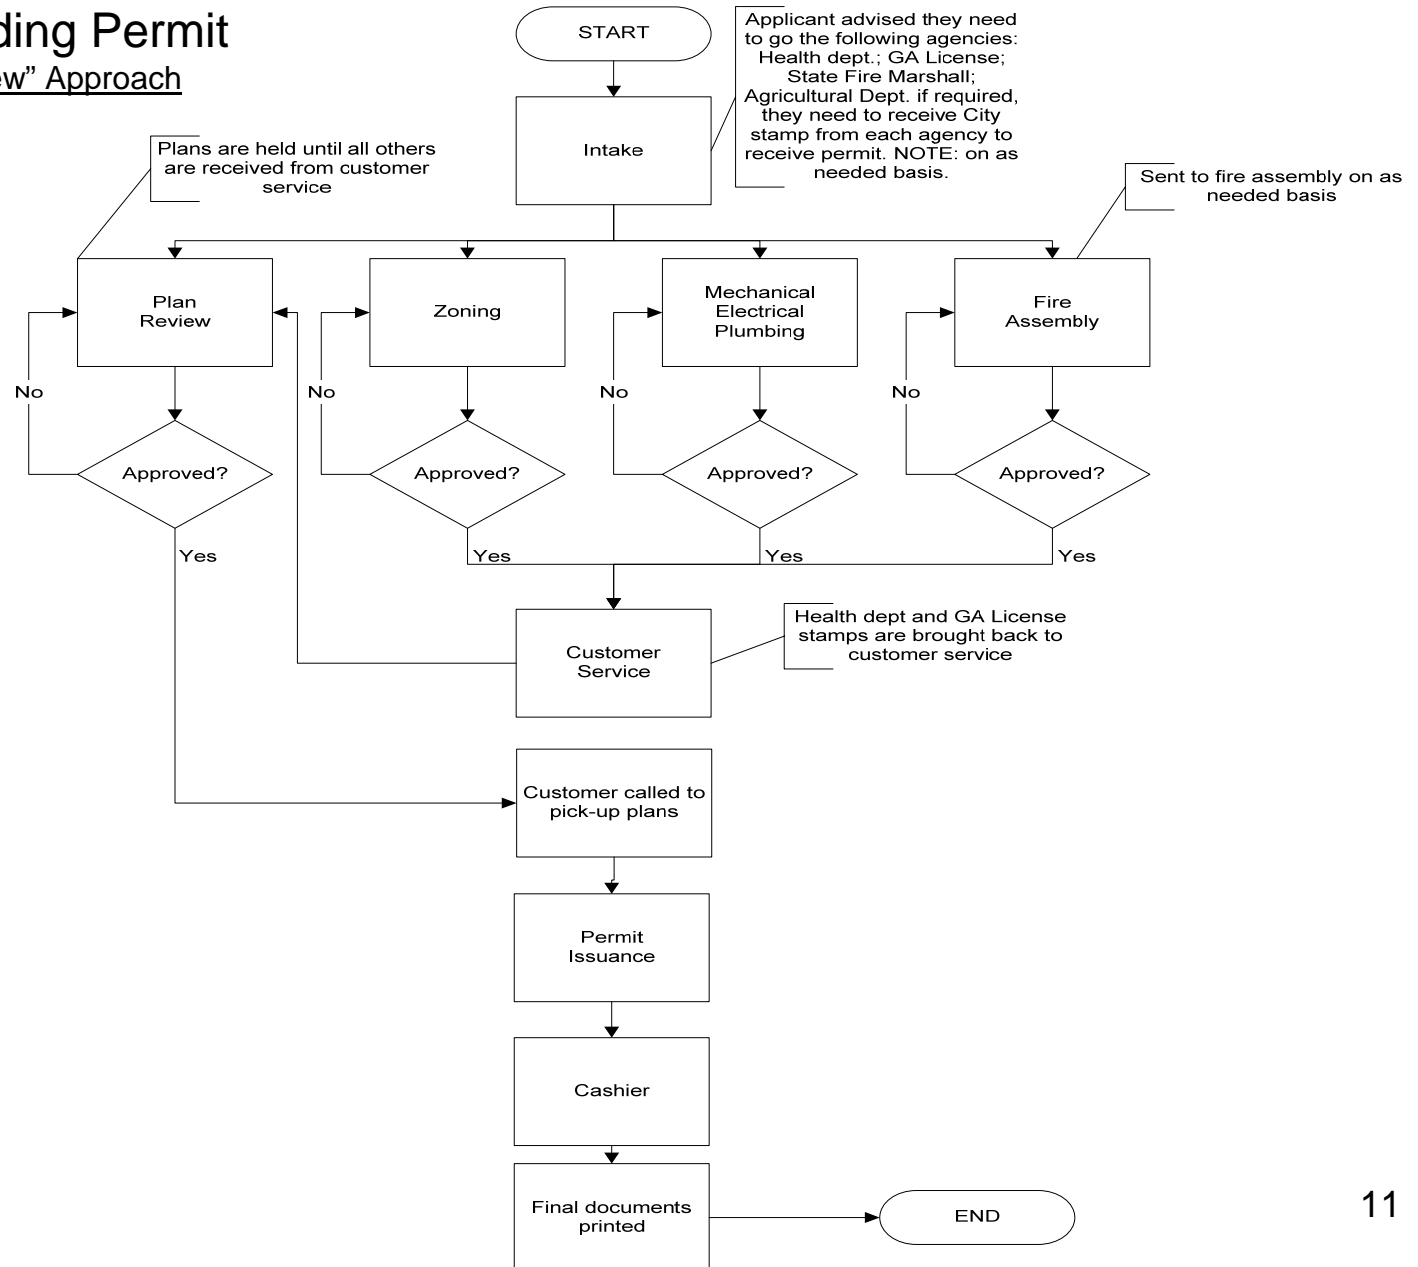 ding Permit
ew” Approach
START
Applicant advised they need
to go the following agencies:
Health dept.; GA License;
State Fire Marshall;
Agricultural Dept. if required,
they need to receive City
stamp from each agency to
receive permit. NOTE: on as
needed basis.
Intake
Plans are held until all others
are received from customer
service
Sent to fire assembly on as
needed basis
Plan
Review
Zoning
Mechanical
Electrical
Plumbing
Fire
Assembly
No
No
No
No
Approved?
Approved?
Approved?
Approved?
Yes
Yes
Yes
Yes
Customer
Service
Health dept and GA License
stamps are brought back to
customer service
Customer called to
pick-up plans
Permit
Issuance
Cashier
Final documents
printed
END
11